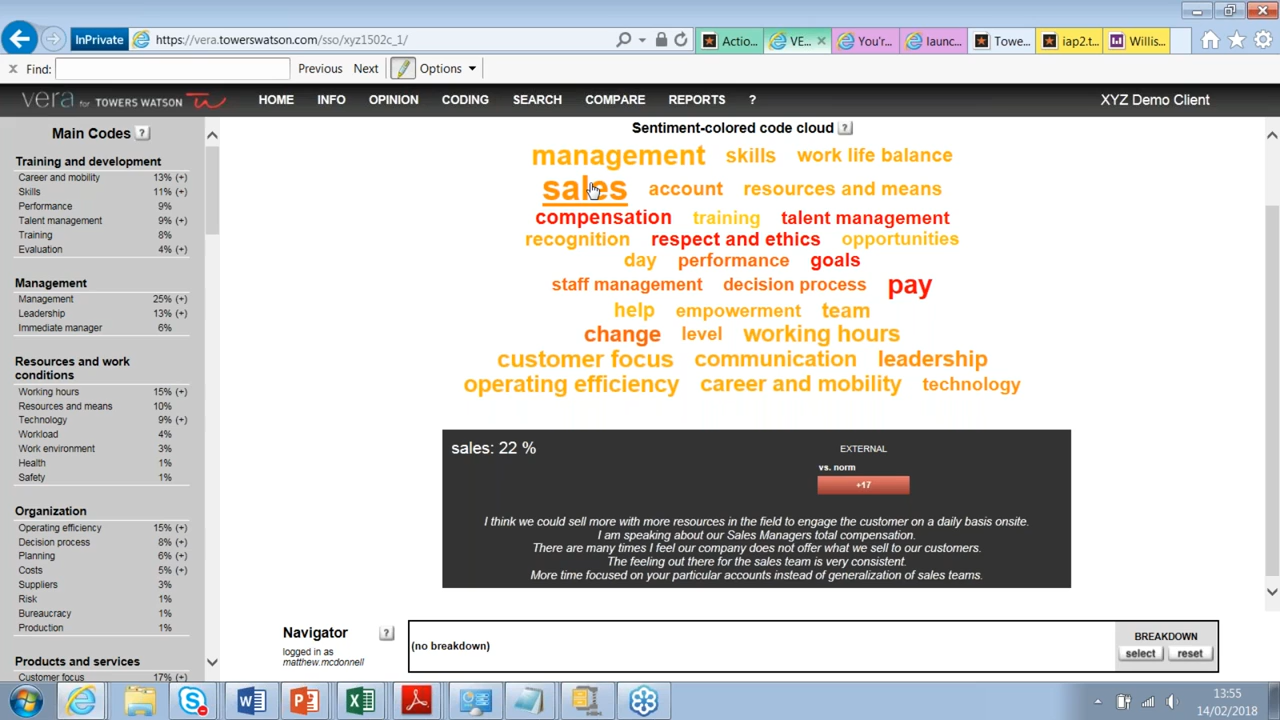 InPrivate https://vera.towerswatson.com/sso/xyz1502c_1/ Actio... VE... You'r... launc... Towe... iap2.t... Willis...
x Find: Previous Next Options
vera for TOWERS WATSON HOME INFO OPINION CODING SEARCH COMPARE REPORTS ? XYZ Demo Client
Main Codes ?
Training and development
Career and mobility 13% (+)
Skills 11% (+)
Performance 9%
Talent management 9% (+)
Training 8%
Evaluation 4% (+)
Management
Management 25% (+)
Leadership 13% (+)
Immediate manager 6%
Resources and work
conditions
Working hours 15% (+)
Resources and means 10%
Technology 9% (+)
Workload 4%
Work environment 3%
Health 1%
Safety 1%
Organization
Operating efficiency 15% (+)
Decision process 8% (+)
Planning 6% (+)
Costs 5% (+)
Suppliers 3%
Risk 1%
Bureaucracy 1%
Production 1%
Products and services
Customer focus 17% (+)
Sentiment-colored code cloud ?
management skills work life balance
sales account resources and means
compensation training talent management
recognition respect and ethics opportunities
day performance goals
staff management decision process pay
help empowerment team
change level working hours
customer focus communication leadership
operating efficiency career and mobility technology
sales: 22 % EXTERNAL
vs. norm
+17
I think we could sell more with more resources in the field to engage the customer on a daily basis onsite.
I am speaking about our Sales Managers total compensation.
There are many times I feel our company does not offer what we sell to our customers.
The feeling out there for the sales team is very consistent.
More time focused on your particular accounts instead of generalization of sales teams.
Navigator ?
logged in as
matthew.mcdonnell
(no breakdown)
BREAKDOWN
select reset
13:55
14/02/2018